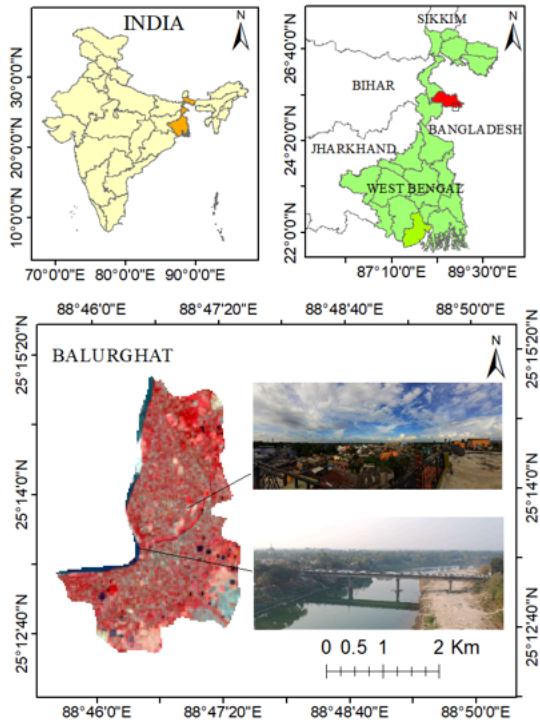 INDIA
N
30°0'0"N
20°0'0"N
10°0'0"N
70°0'0"E 80°0'0"E 90°0'0"E
SIKKIM
N
BIHAR
BANGLADESH
JHARKHAND
WEST BENGAL
26°40'0"N
24°20'0"N
22°0'0"N
87°10'0"E 89°30'0"E
88°46'0"E 88°47'20"E 88°48'40"E 88°50'0"E
BALURGHAT
N
25°15'20"N
25°14'0"N
25°12'40"N
25°15'20"N
25°14'0"N
25°12'40"N
0 0.5 1 2 Km
88°46'0"E 88°47'20"E 88°48'40"E 88°50'0"E